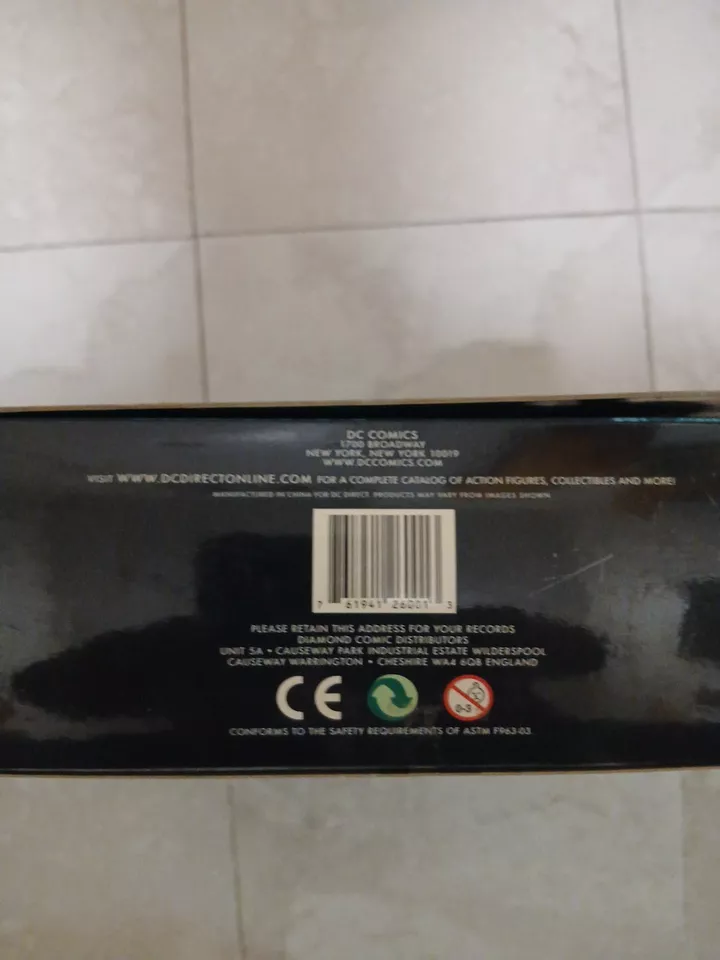 DC COMICS
1700 BROADWAY
NEW YORK, NEW YORK 10019
WWW.DCCOMICS.COM
VISIT WWW.DCDIRECTONLINE.COM FOR A COMPLETE CATALOG OF ACTION FIGURES, COLLECTIBLES AND MORE!
MANUFACTURED IN CHINA FOR DC DIRECT. PRODUCTS MAY VARY FROM IMAGES SHOWN.
7 61941 26001 3
PLEASE RETAIN THIS ADDRESS FOR YOUR RECORDS
DIAMOND COMIC DISTRIBUTORS
UNIT 5A • CAUSEWAY PARK INDUSTRIAL ESTATE WILDERSPOOL
CAUSEWAY WARRINGTON • CHESHIRE WA4 6QB ENGLAND
CE 0-3
CONFORMS TO THE SAFETY REQUIREMENTS OF ASTM F963-03.